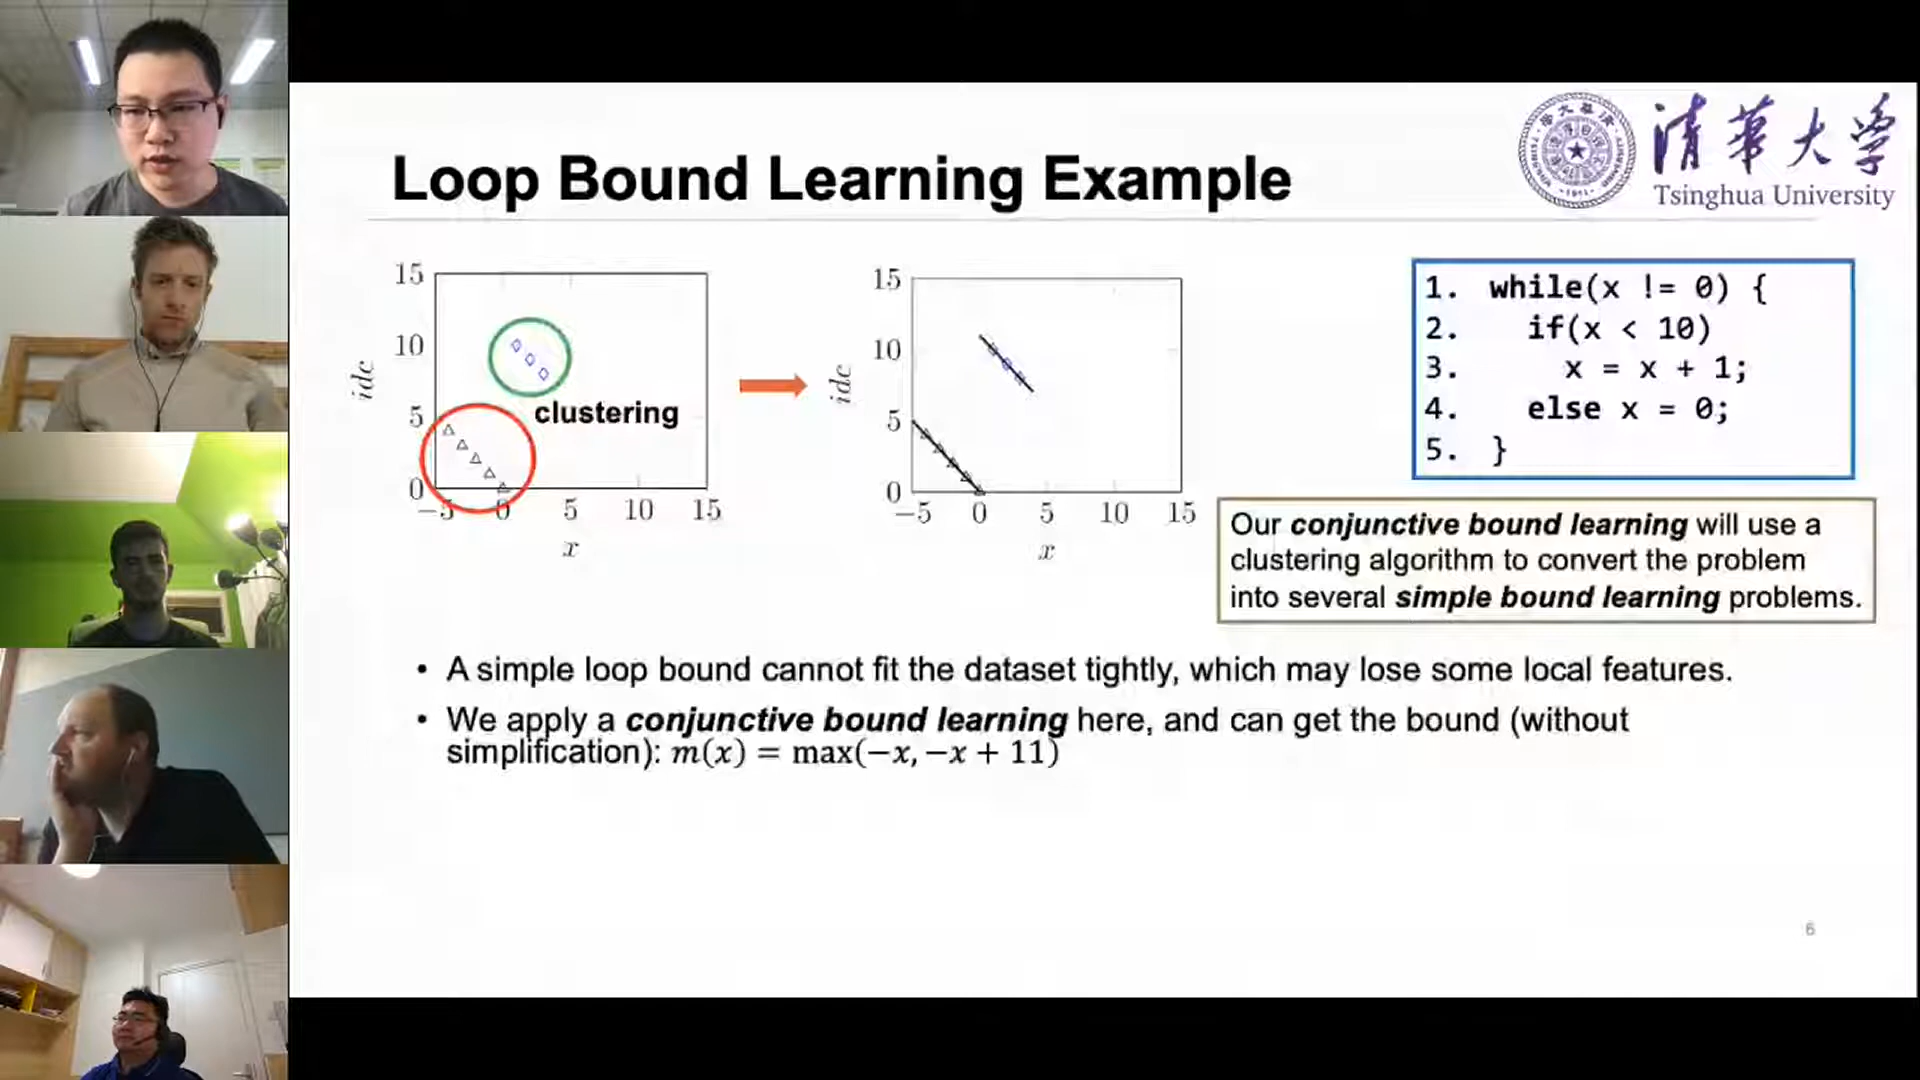 Loop Bound Learning Example
清华大学
Tsinghua University
15
10
5
0
idc
−5 0 5 10 15
x
clustering
15
10
5
0
idc
−5 0 5 10 15
x
1. while(x != 0) {
2. if(x < 10)
3. x = x + 1;
4. else x = 0;
5. }
Our conjunctive bound learning will use a
clustering algorithm to convert the problem
into several simple bound learning problems.
• A simple loop bound cannot fit the dataset tightly, which may lose some local features.
• We apply a conjunctive bound learning here, and can get the bound (without
simplification): m(x) = max(−x, −x + 11)
6